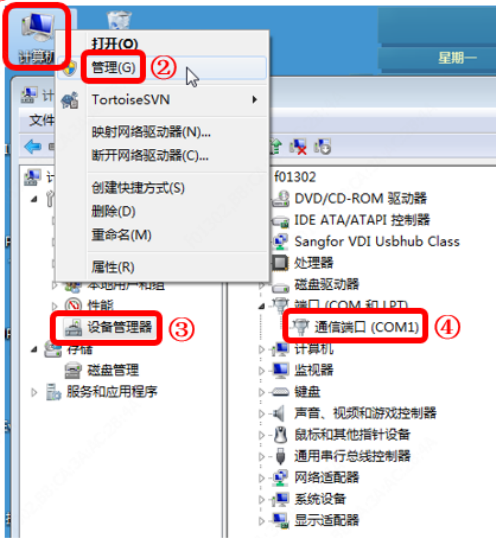 计算机
打开(O)
管理(G)
②
TortoiseSVN
映射网络驱动器(N)...
断开网络驱动器(C)...
创建快捷方式(S)
删除(D)
重命名(M)
属性(R)
星期一
文件
本地用户和组
性能
设备管理器
③
存储
磁盘管理
服务和应用程序
f01302
DVD/CD-ROM 驱动器
IDE ATA/ATAPI 控制器
Sangfor VDI Usbhub Class
处理器
磁盘驱动器
端口 (COM 和 LPT)
通信端口 (COM1)
④
计算机
监视器
键盘
声音、视频和游戏控制器
鼠标和其他指针设备
通用串行总线控制器
网络适配器
系统设备
显示适配器